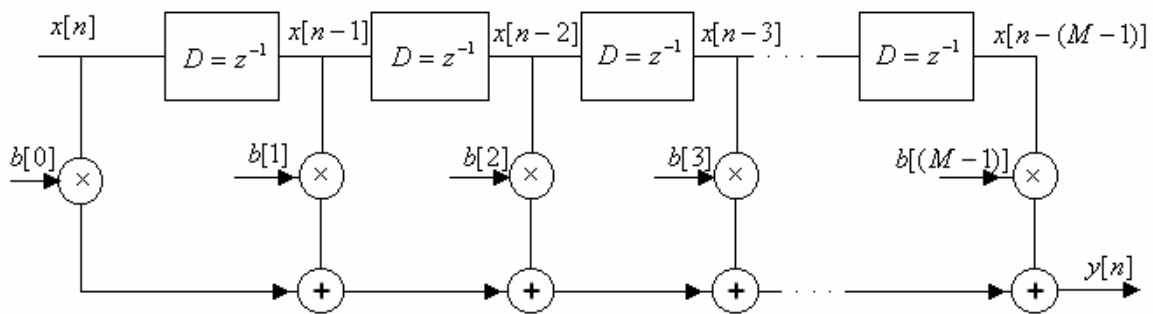 x[n] x[n−1] x[n−2] x[n−3] x[n−(M−1)]
D = z⁻¹ D = z⁻¹ D = z⁻¹ · · · · D = z⁻¹
b[0] × b[1] × b[2] × b[3] × b[(M−1)] ×
+ + + · · · · + y[n]